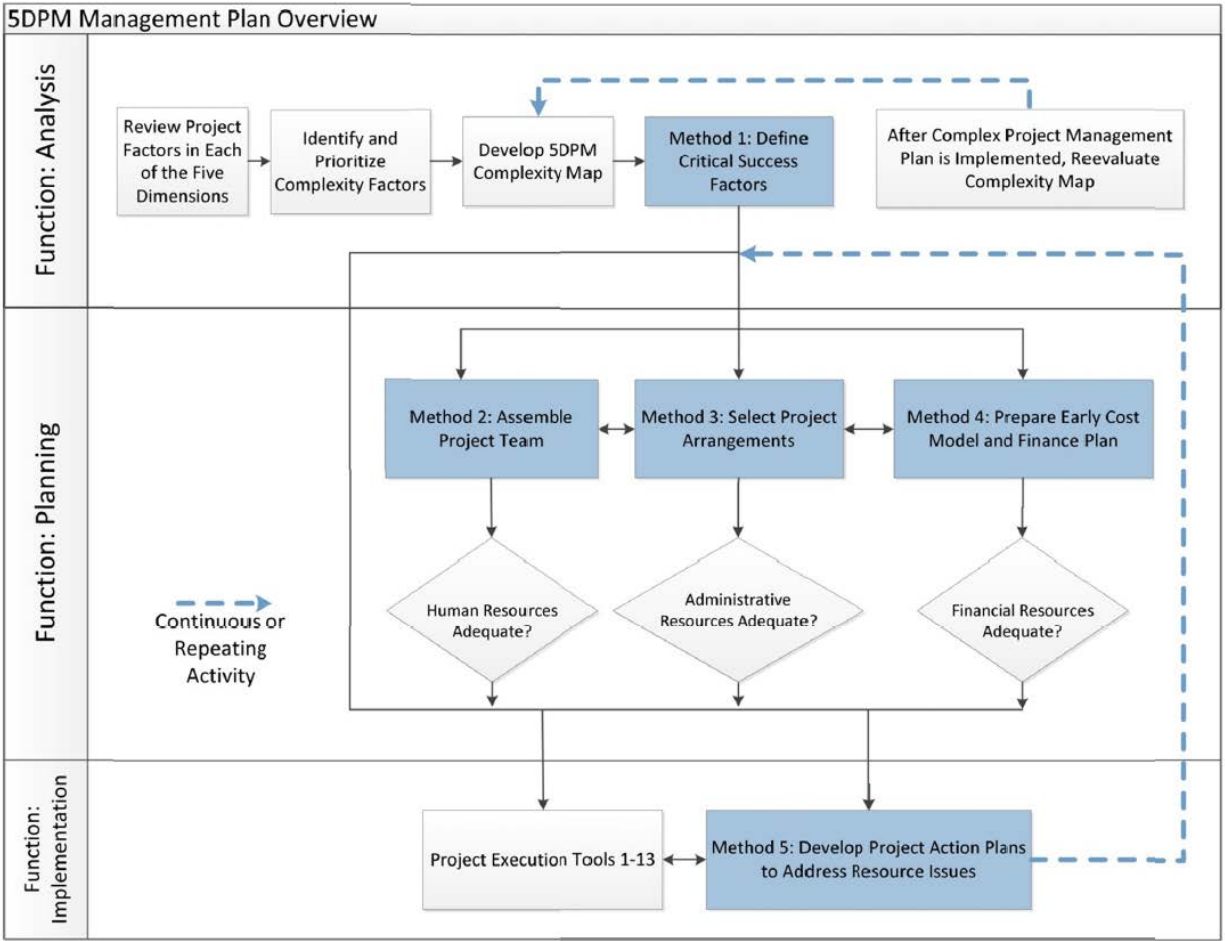 5DPM Management Plan Overview
Function: Analysis
Review Project
Factors in Each
of the Five
Dimensions
Identify and
Prioritize
Complexity Factors
Develop 5DPM
Complexity Map
Method 1: Define
Critical Success
Factors
After Complex Project Management
Plan is Implemented, Reevaluate
Complexity Map
Function: Planning
Method 2: Assemble
Project Team
Method 3: Select Project
Arrangements
Method 4: Prepare Early Cost
Model and Finance Plan
Human Resources
Adequate?
Administrative
Resources Adequate?
Financial Resources
Adequate?
Continuous or
Repeating
Activity
Function:
Implementation
Project Execution Tools 1-13
Method 5: Develop Project Action Plans
to Address Resource Issues